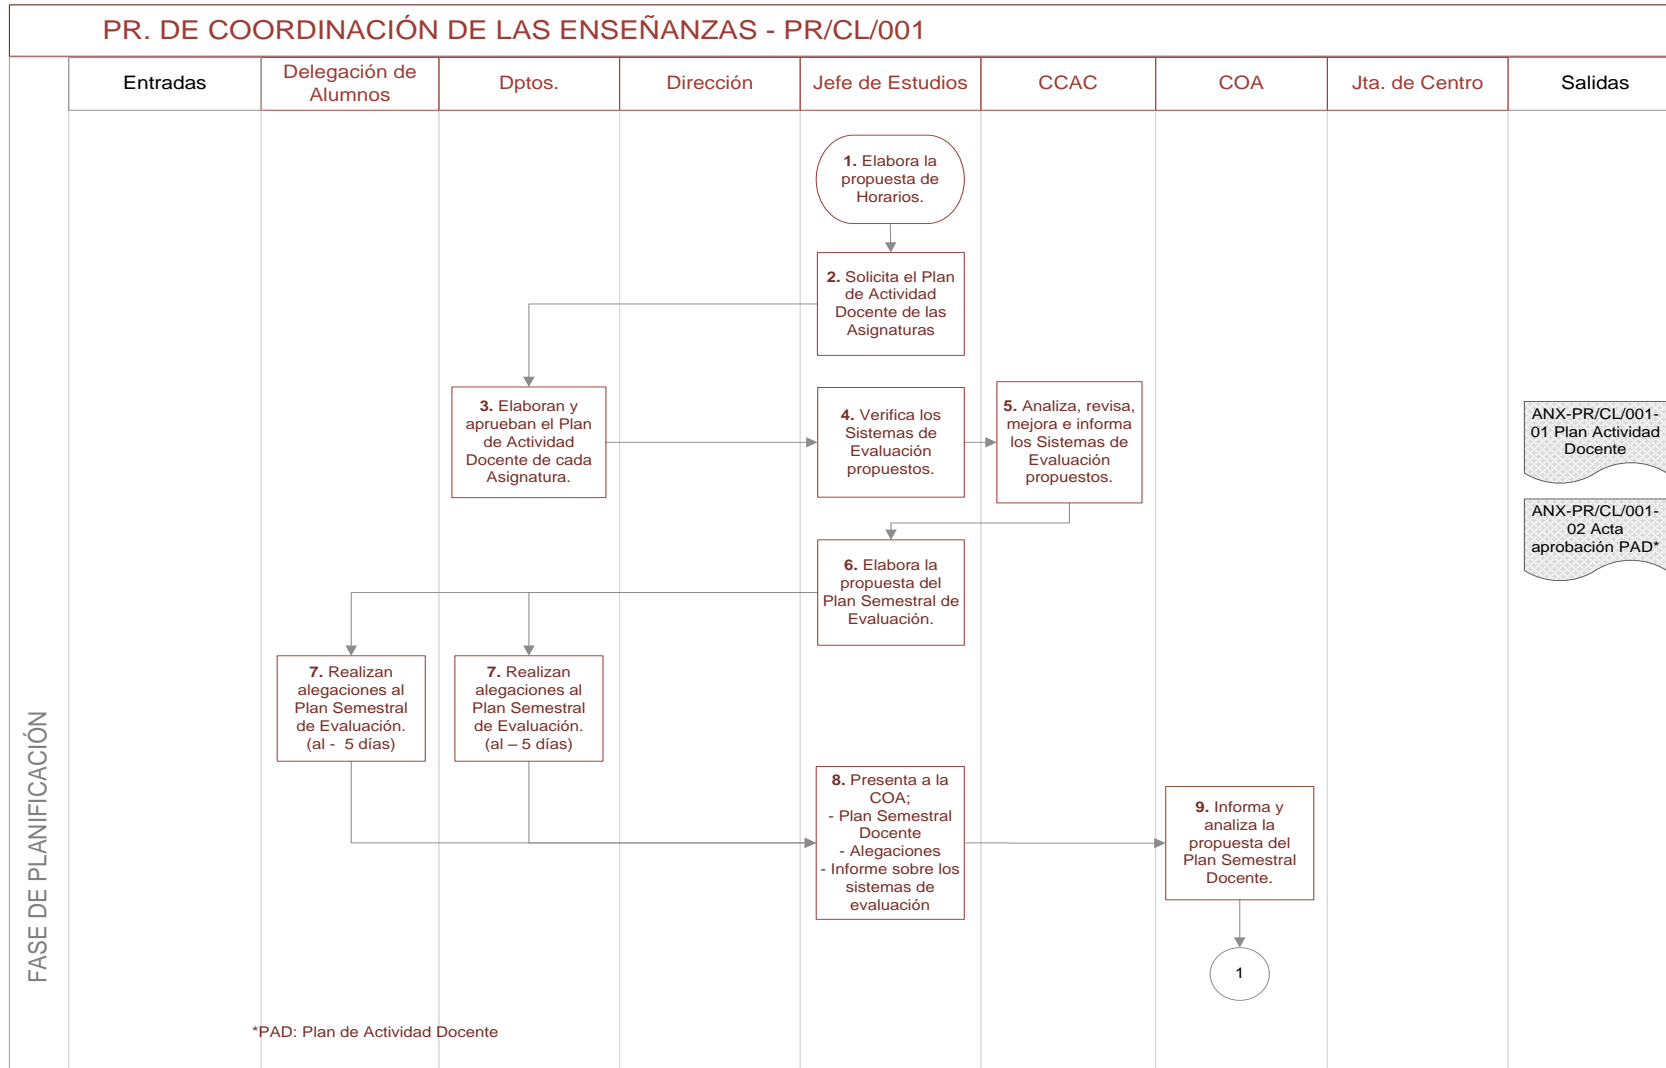 PR. DE COORDINACIÓN DE LAS ENSEÑANZAS - PR/CL/001
Entradas
Delegación de
Alumnos
Dptos.
Dirección
Jefe de Estudios
CCAC
COA
Jta. de Centro
Salidas
1. Elabora la
propuesta de
Horarios.
2. Solicita el Plan
de Actividad
Docente de las
Asignaturas
3. Elaboran y
aprueban el Plan
de Actividad
Docente de cada
Asignatura.
4. Verifica los
Sistemas de
Evaluación
propuestos.
5. Analiza, revisa,
mejora e informa
los Sistemas de
Evaluación
propuestos.
ANX-PR/CL/001-
01 Plan Actividad
Docente
ANX-PR/CL/001-
02 Acta
aprobación PAD*
6. Elabora la
propuesta del
Plan Semestral de
Evaluación.
7. Realizan
alegaciones al
Plan Semestral
de Evaluación.
(al - 5 días)
7. Realizan
alegaciones al
Plan Semestral
de Evaluación.
(al – 5 días)
8. Presenta a la
COA;
- Plan Semestral
Docente
- Alegaciones
- Informe sobre los
sistemas de
evaluación
9. Informa y
analiza la
propuesta del
Plan Semestral
Docente.
1
FASE DE PLANIFICACIÓN
*PAD: Plan de Actividad Docente